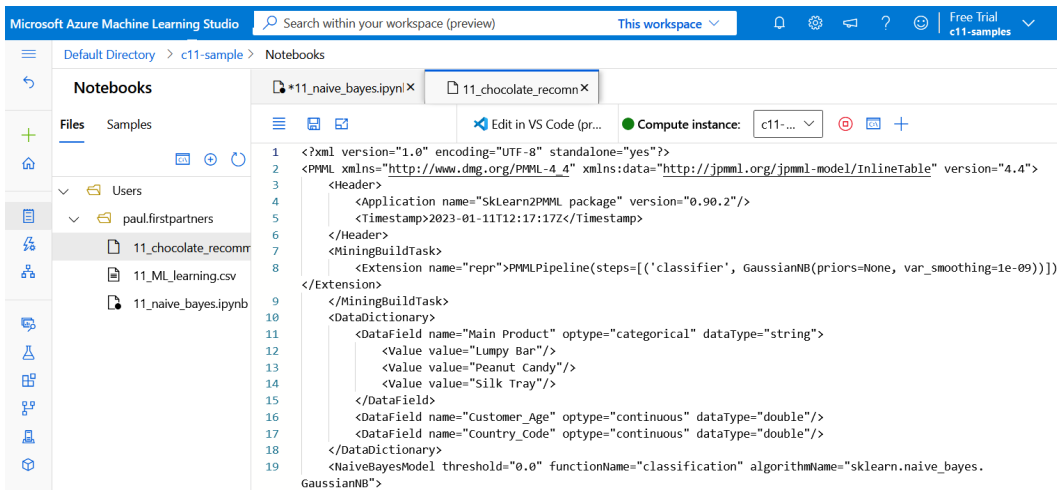 Microsoft Azure Machine Learning Studio
Search within your workspace (preview)
This workspace
Free Trial
c11-samples
Default Directory > c11-sample > Notebooks
Notebooks
*11_naive_bayes.ipynl
11_chocolate_recomn
Files Samples
Edit in VS Code (pr...
Compute instance:
c11-...
Users
paul.firstpartners
11_chocolate_recomm
11_ML_learning.csv
11_naive_bayes.ipynb
1 <?xml version="1.0" encoding="UTF-8" standalone="yes"?>
2 <PMML xmlns="http://www.dmg.org/PMML-4_4" xmlns:data="http://jpmml.org/jpmml-model/InlineTable" version="4.4">
3 <Header>
4 <Application name="SkLearn2PMML package" version="0.90.2"/>
5 <Timestamp>2023-01-11T12:17:17Z</Timestamp>
6 </Header>
7 <MiningBuildTask>
8 <Extension name="repr">PMMLPipeline(steps=[('classifier', GaussianNB(priors=None, var_smoothing=1e-09))])
</Extension>
9 </MiningBuildTask>
10 <DataDictionary>
11 <DataField name="Main Product" optype="categorical" dataType="string">
12 <Value value="Lumpy Bar"/>
13 <Value value="Peanut Candy"/>
14 <Value value="Silk Tray"/>
15 </DataField>
16 <DataField name="Customer_Age" optype="continuous" dataType="double"/>
17 <DataField name="Country_Code" optype="continuous" dataType="double"/>
18 </DataDictionary>
19 <NaiveBayesModel threshold="0.0" functionName="classification" algorithmName="sklearn.naive_bayes.
GaussianNB">